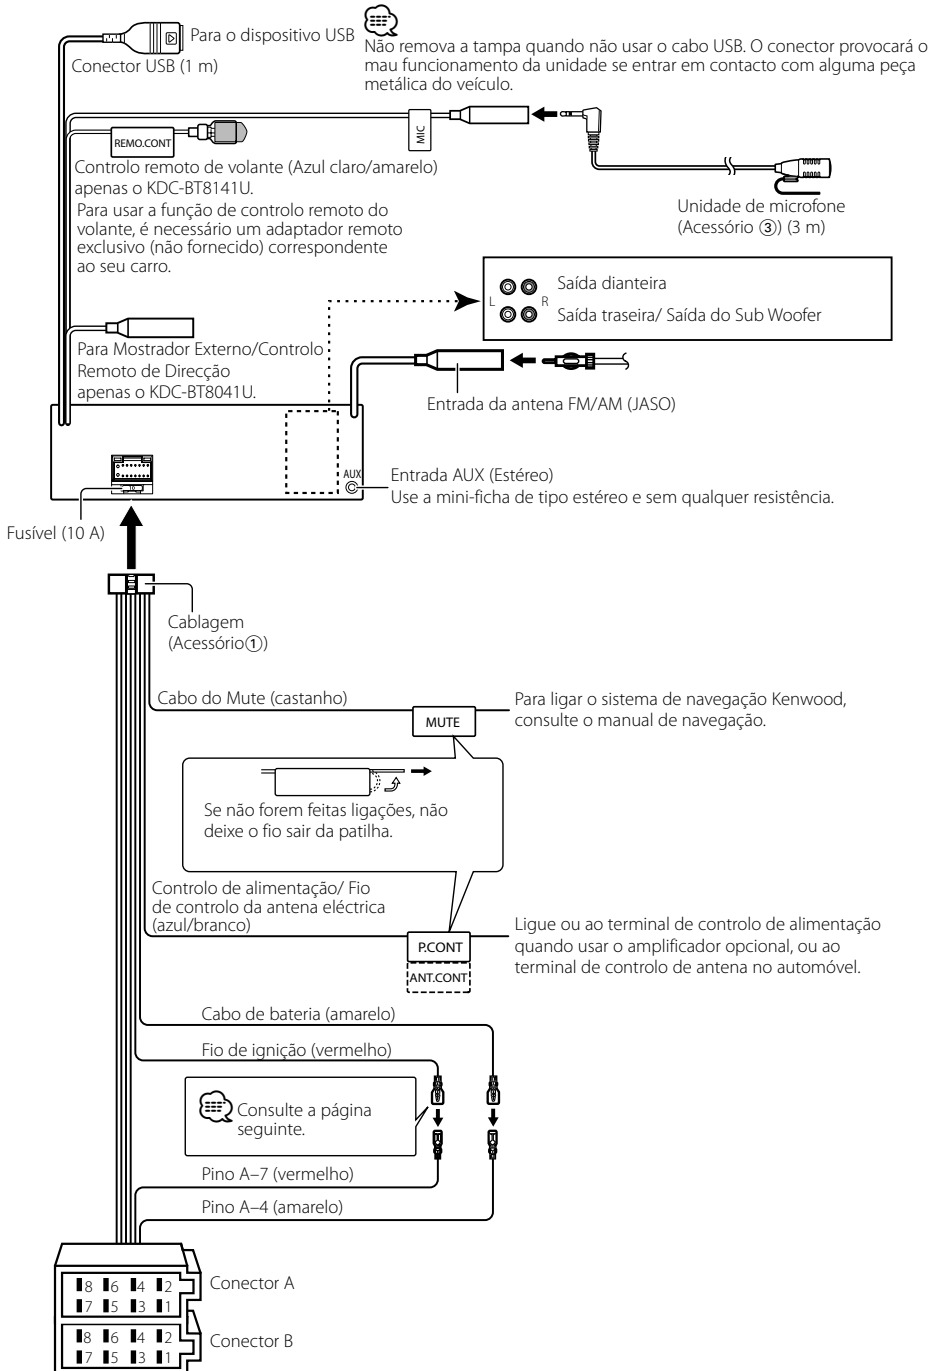 Para o dispositivo USB
Conector USB (1 m)
Não remova a tampa quando não usar o cabo USB. O conector provocará o
mau funcionamento da unidade se entrar em contacto com alguma peça
metálica do veículo.
REMO.CONT
MIC
Controlo remoto de volante (Azul claro/amarelo)
apenas o KDC-BT8141U.
Para usar a função de controlo remoto do
volante, é necessário um adaptador remoto
exclusivo (não fornecido) correspondente
ao seu carro.
Unidade de microfone
(Acessório ③) (3 m)
L R
Saída dianteira
Saída traseira/ Saída do Sub Woofer
Para Mostrador Externo/Controlo
Remoto de Direcção
apenas o KDC-BT8041U.
Entrada da antena FM/AM (JASO)
AUX
Entrada AUX (Estéreo)
Use a mini-ficha de tipo estéreo e sem qualquer resistência.
Fusível (10 A)
Cablagem
(Acessório①)
Cabo do Mute (castanho)
MUTE
Para ligar o sistema de navegação Kenwood,
consulte o manual de navegação.
Se não forem feitas ligações, não
deixe o fio sair da patilha.
Controlo de alimentação/ Fio
de controlo da antena eléctrica
(azul/branco)
P.CONT
ANT.CONT
Ligue ou ao terminal de controlo de alimentação
quando usar o amplificador opcional, ou ao
terminal de controlo de antena no automóvel.
Cabo de bateria (amarelo)
Fio de ignição (vermelho)
Consulte a página
seguinte.
Pino A–7 (vermelho)
Pino A–4 (amarelo)
8 6 4 2
7 5 3 1
Conector A
8 6 4 2
7 5 3 1
Conector B